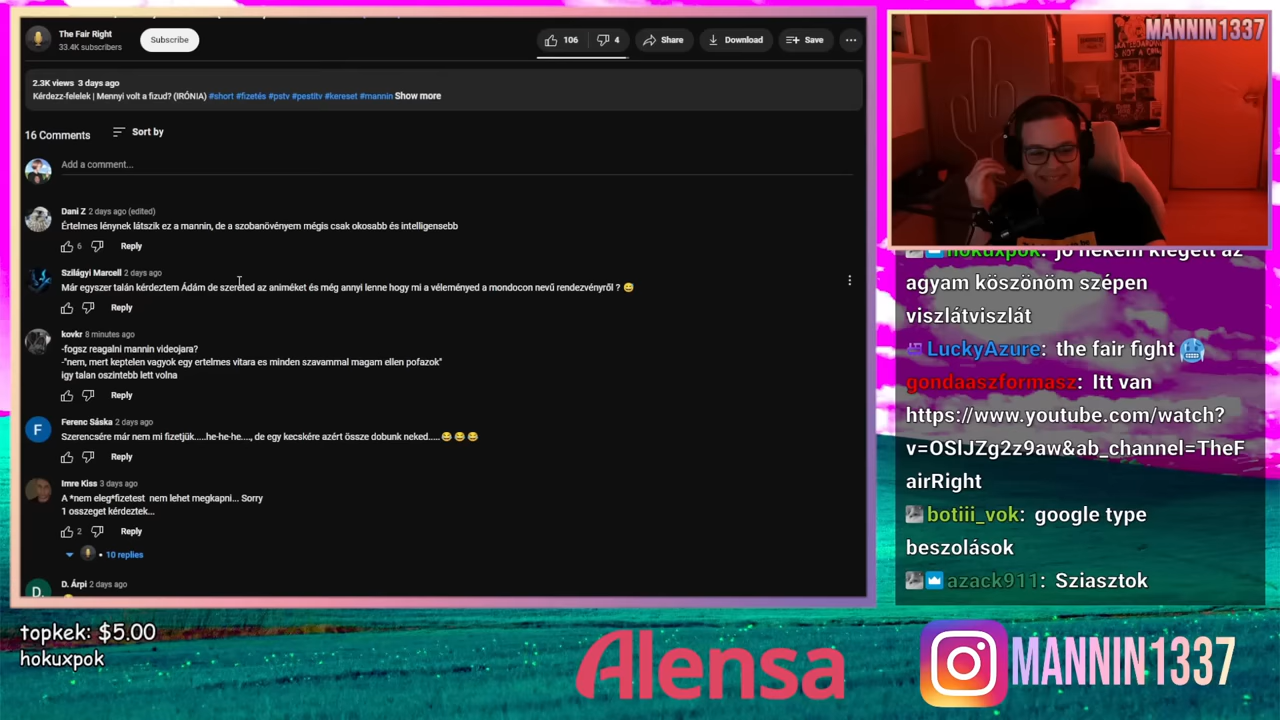 The Fair Right
33.4K subscribers
Subscribe
106
4
Share
Download
Save
2.3K views 3 days ago
Kérdezz-felelek | Mennyi volt a fizud? (IRÓNIA) #short #fizetés #pstv #pestitv #kereset #mannin Show more
16 Comments
Sort by
Add a comment...
Dani Z 2 days ago (edited)
Értelmes lénynek látszik ez a mannin, de a szobanövényem mégis csak okosabb és intelligensebb
6
Reply
Szilágyi Marcell 2 days ago
Már egyszer talán kérdeztem Ádám de szereted az animéket és még annyi lenne hogy mi a véleményed a mondocon nevű rendezvényről ? 😅
Reply
kovkr 8 minutes ago
-fogsz reagalni mannin videojara?
-"nem, mert keptelen vagyok egy ertelmes vitara es minden szavammal magam ellen pofazok"
igy talan oszintebb lett volna
Reply
F
Ferenc Sáska 2 days ago
Szerencsére már nem mi fizetjük.....he-he-he...., de egy kecskére azért össze dobunk neked.....😂😂😂
Reply
Imre Kiss 3 days ago
A *nem eleg*fizetest nem lehet megkapni... Sorry
1 osszeget kérdeztek...
2
Reply
10 replies
D.
D. Árpi 2 days ago
MANNIN1337
hokuxpok: jó nekem kiégett az
agyam köszönöm szépen
viszlátviszlát
LuckyAzure: the fair fight 🥶
gondaaszformasz: Itt van
https://www.youtube.com/watch?
v=OSlJZg2z9aw&ab_channel=TheF
airRight
botiii_vok: google type
beszolások
azack911: Sziasztok
topkek: $5.00
hokuxpok
Alensa
MANNIN1337